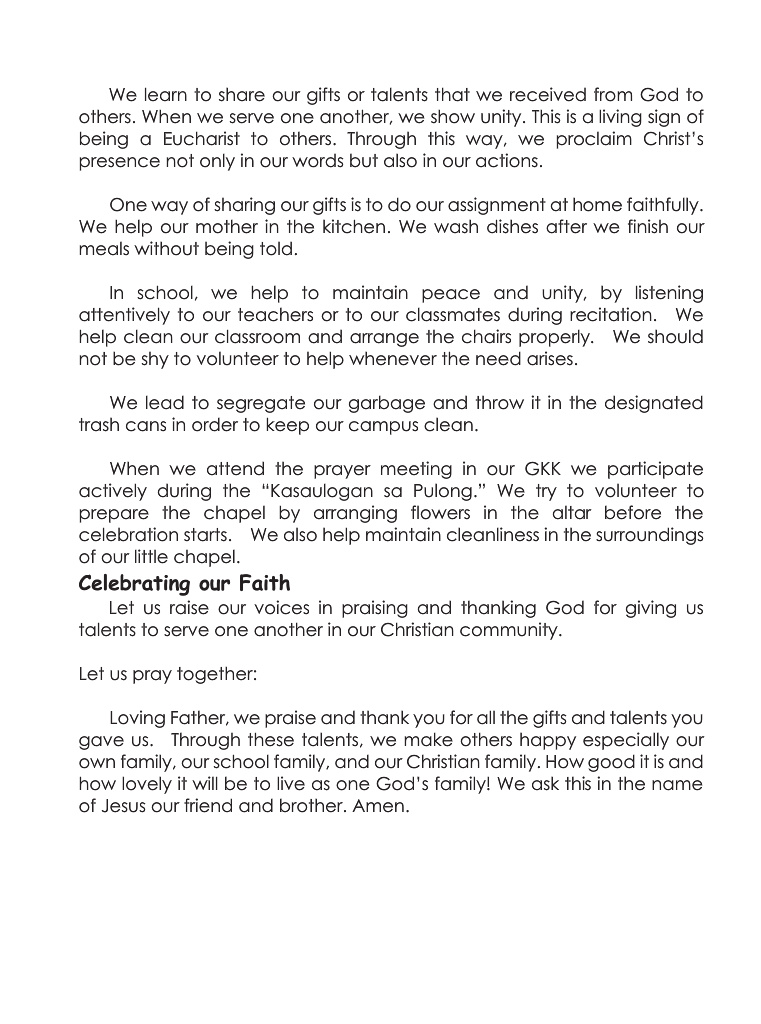 We learn to share our gifts or talents that we received from God to
others. When we serve one another, we show unity. This is a living sign of
being a Eucharist to others. Through this way, we proclaim Christ’s
presence not only in our words but also in our actions.
One way of sharing our gifts is to do our assignment at home faithfully.
We help our mother in the kitchen. We wash dishes after we finish our
meals without being told.
In school, we help to maintain peace and unity, by listening
attentively to our teachers or to our classmates during recitation. We
help clean our classroom and arrange the chairs properly. We should
not be shy to volunteer to help whenever the need arises.
We lead to segregate our garbage and throw it in the designated
trash cans in order to keep our campus clean.
When we attend the prayer meeting in our GKK we participate
actively during the “Kasaulogan sa Pulong.” We try to volunteer to
prepare the chapel by arranging flowers in the altar before the
celebration starts. We also help maintain cleanliness in the surroundings
of our little chapel.
Celebrating our Faith
Let us raise our voices in praising and thanking God for giving us
talents to serve one another in our Christian community.
Let us pray together:
Loving Father, we praise and thank you for all the gifts and talents you
gave us. Through these talents, we make others happy especially our
own family, our school family, and our Christian family. How good it is and
how lovely it will be to live as one God’s family! We ask this in the name
of Jesus our friend and brother. Amen.